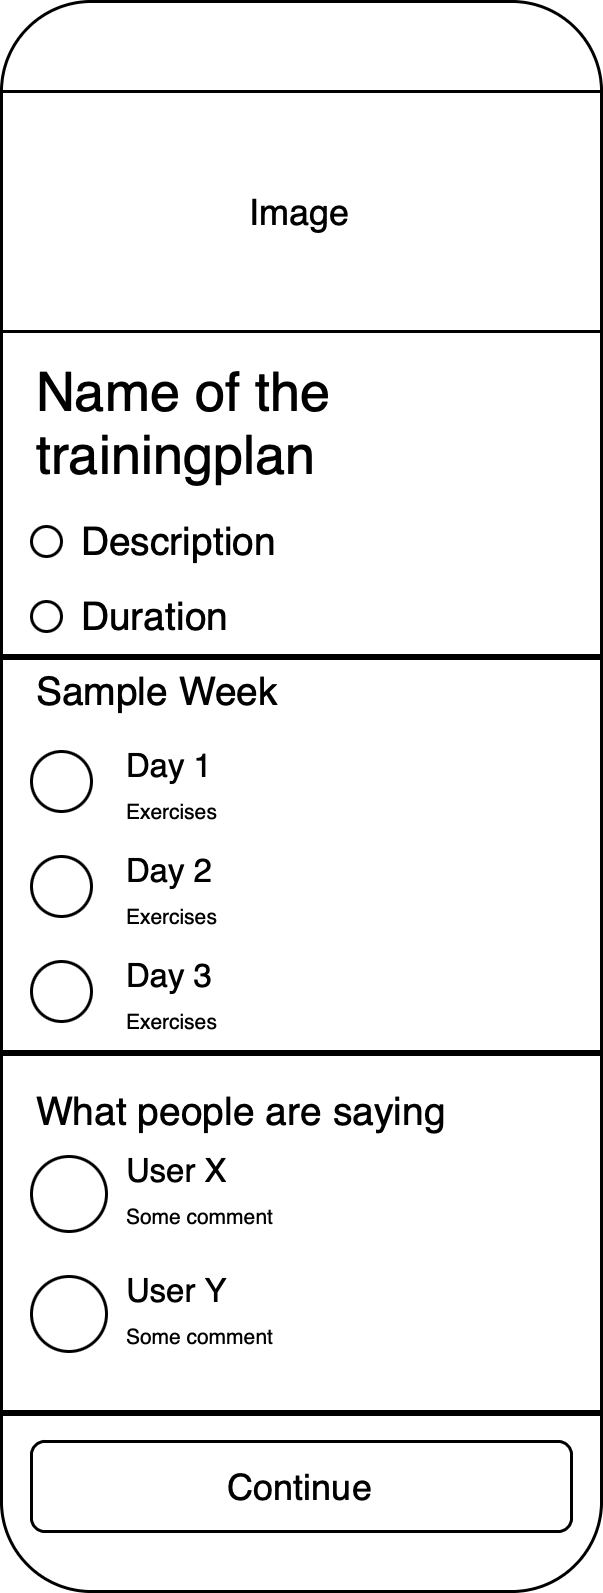 Image
Name of the
trainingplan
Description
Duration
Sample Week
Day 1
Exercises
Day 2
Exercises
Day 3
Exercises
What people are saying
User X
Some comment
User Y
Some comment
Continue